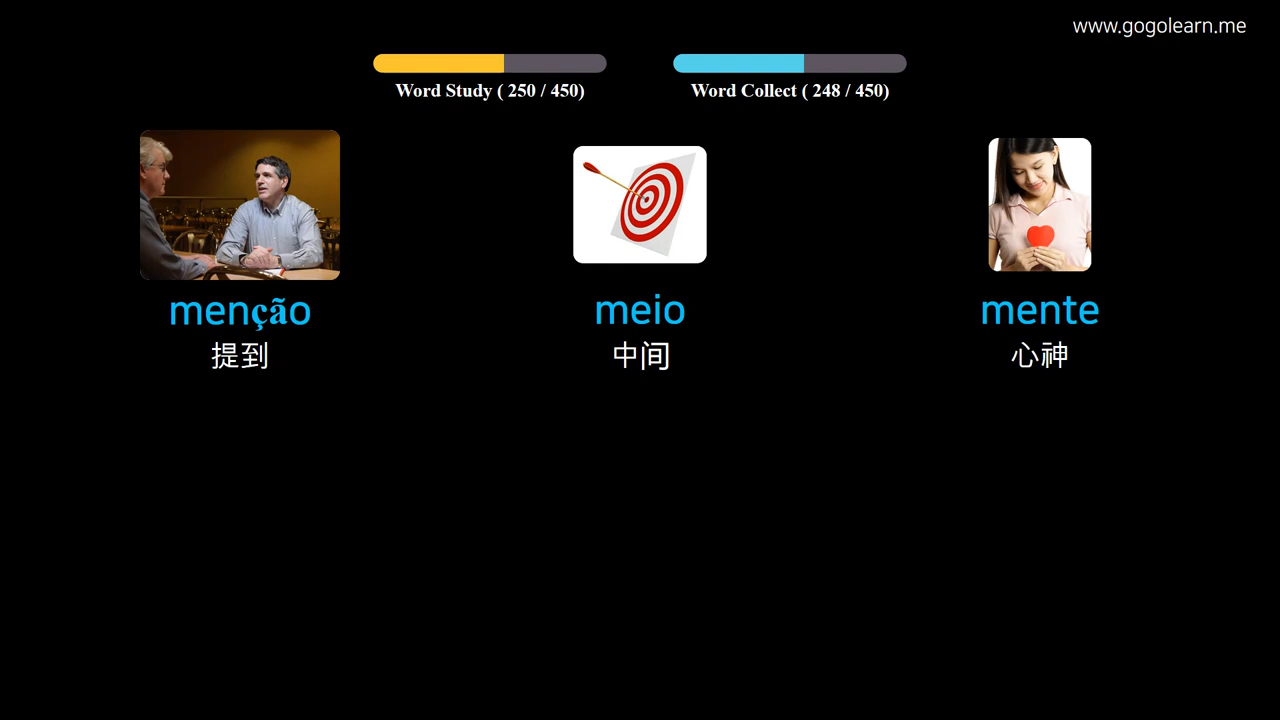 www.gogolearn.me
Word Study ( 250 / 450)
Word Collect ( 248 / 450)
menção
meio
mente
提到
中间
心神